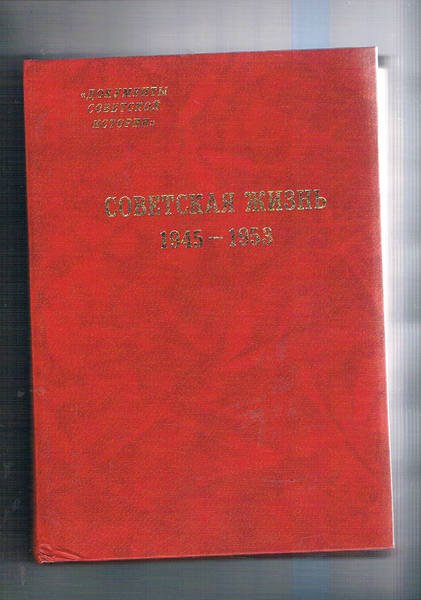 «ДОКУМЕНТЫ
СОВЕТСКОЙ
ИСТОРИИ»
СОВЕТСКАЯ ЖИЗНЬ
1945—1953